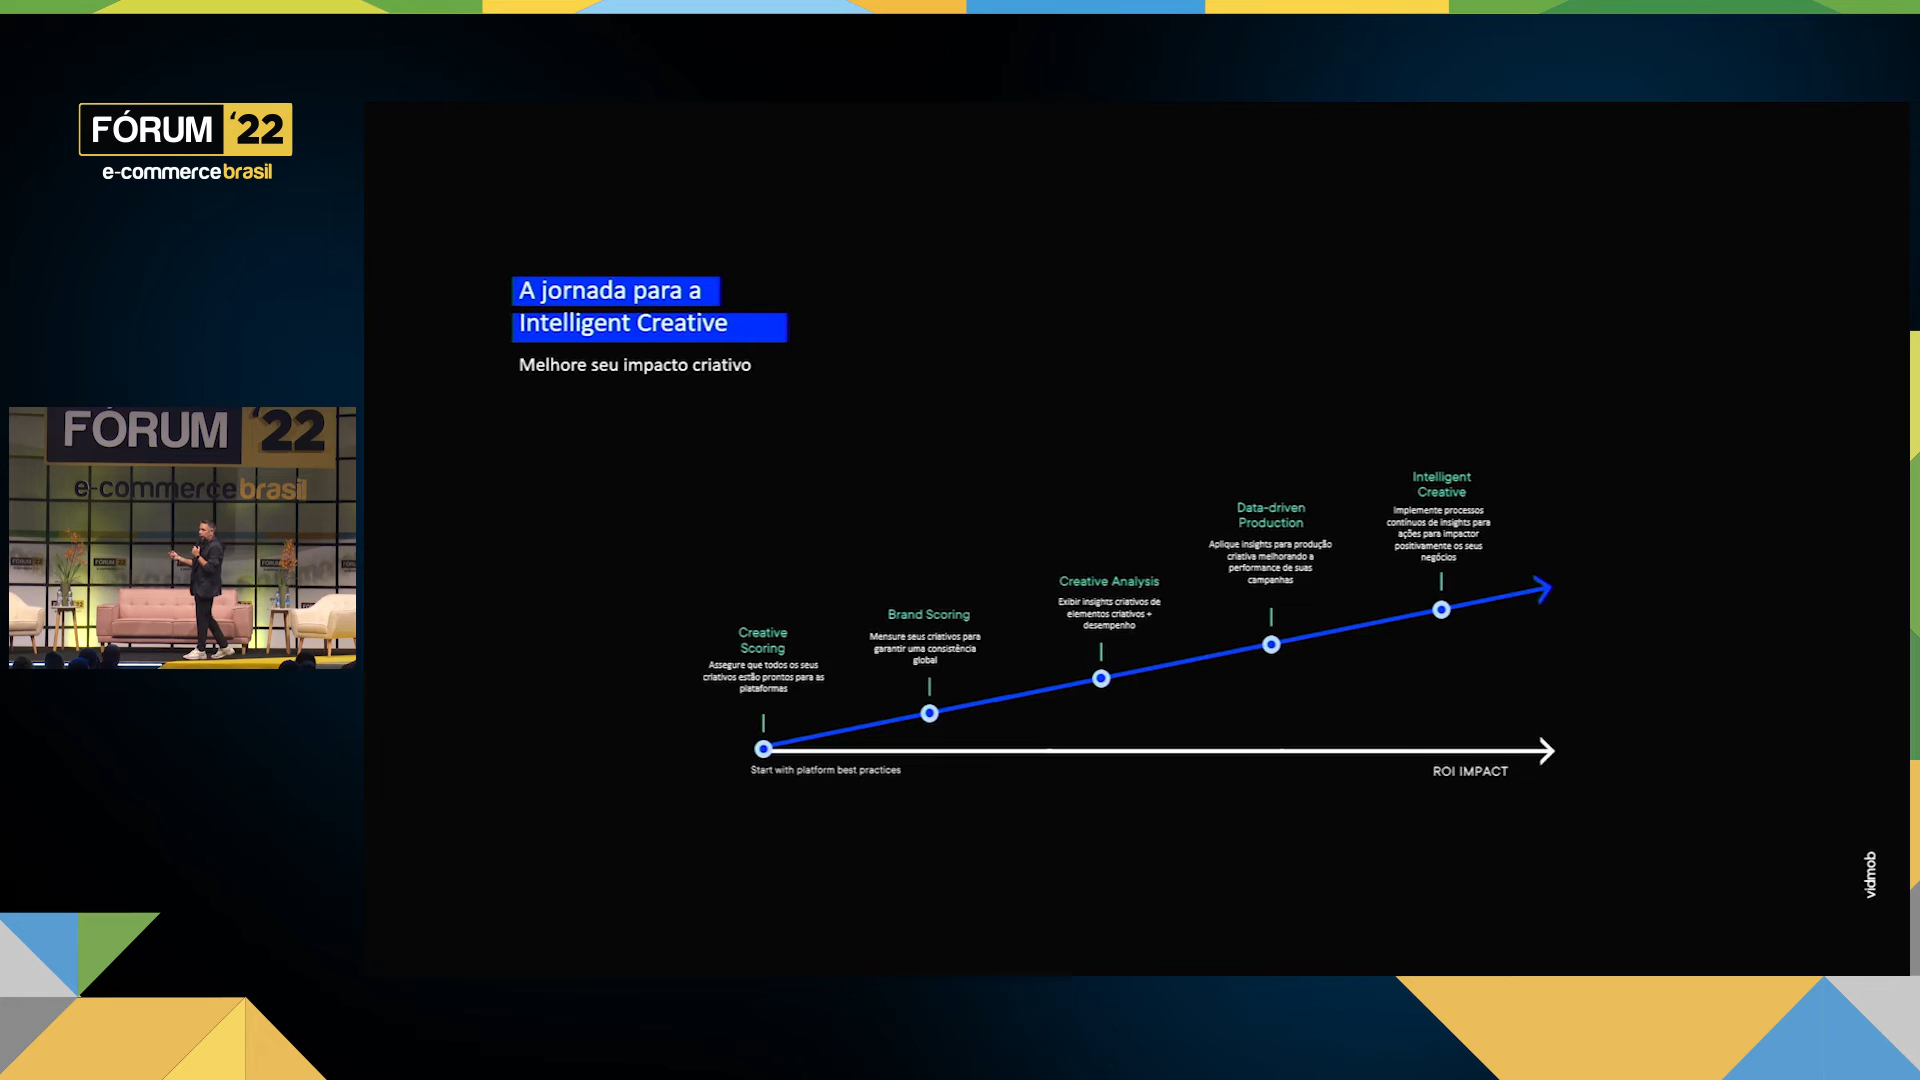 FÓRUM '22
e-commercebrasil
A jornada para a
Intelligent Creative
Melhore seu impacto criativo
FÓRUM '22
e-commercebrasil
Creative
Scoring
Assegure que todos os seus
criativos estão prontos para as
plataformas
Brand Scoring
Mensure seus criativos para
garantir uma consistência
global
Creative Analysis
Exibir insights criativos de
elementos criativos +
desempenho
Data-driven
Production
Aplique insights para produção
criativa melhorando a
performance de suas
campanhas
Intelligent
Creative
Implemente processos
contínuos de insights para
ações para impactor
positivamente os seus
negócios
Start with platform best practices
ROI IMPACT
vidmob